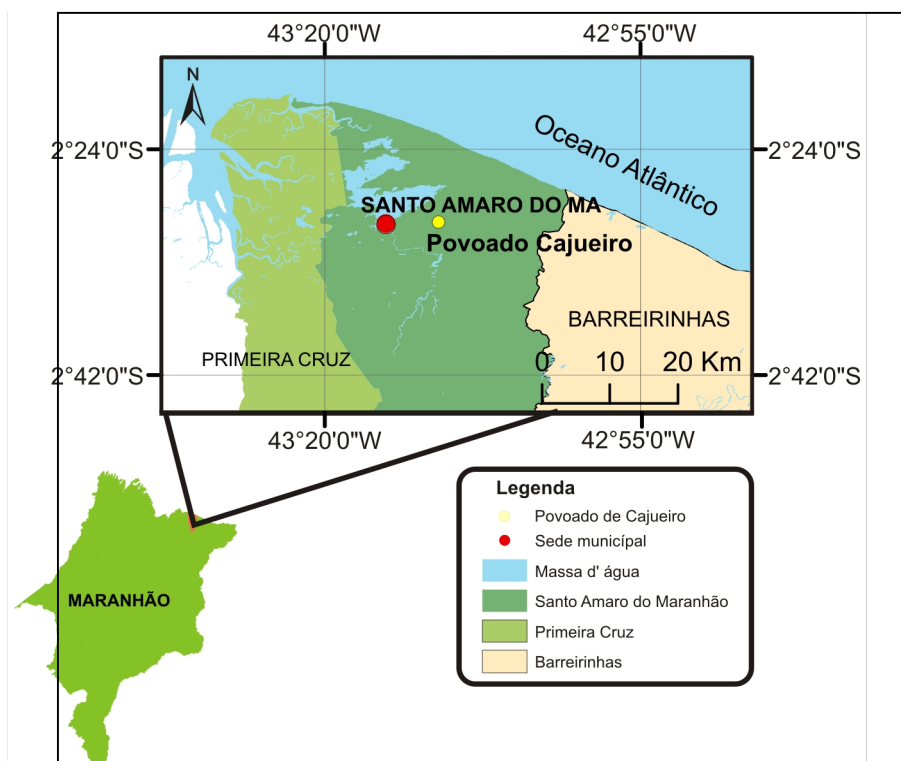 43°20'0"W
42°55'0"W
N
2°24'0"S
2°24'0"S
Oceano Atlântico
SANTO AMARO DO MA
Povoado Cajueiro
BARREIRINHAS
PRIMEIRA CRUZ
0 10 20 Km
2°42'0"S
2°42'0"S
43°20'0"W
42°55'0"W
Legenda
Povoado de Cajueiro
Sede municípal
Massa d' água
Santo Amaro do Maranhão
Primeira Cruz
Barreirinhas
MARANHÃO